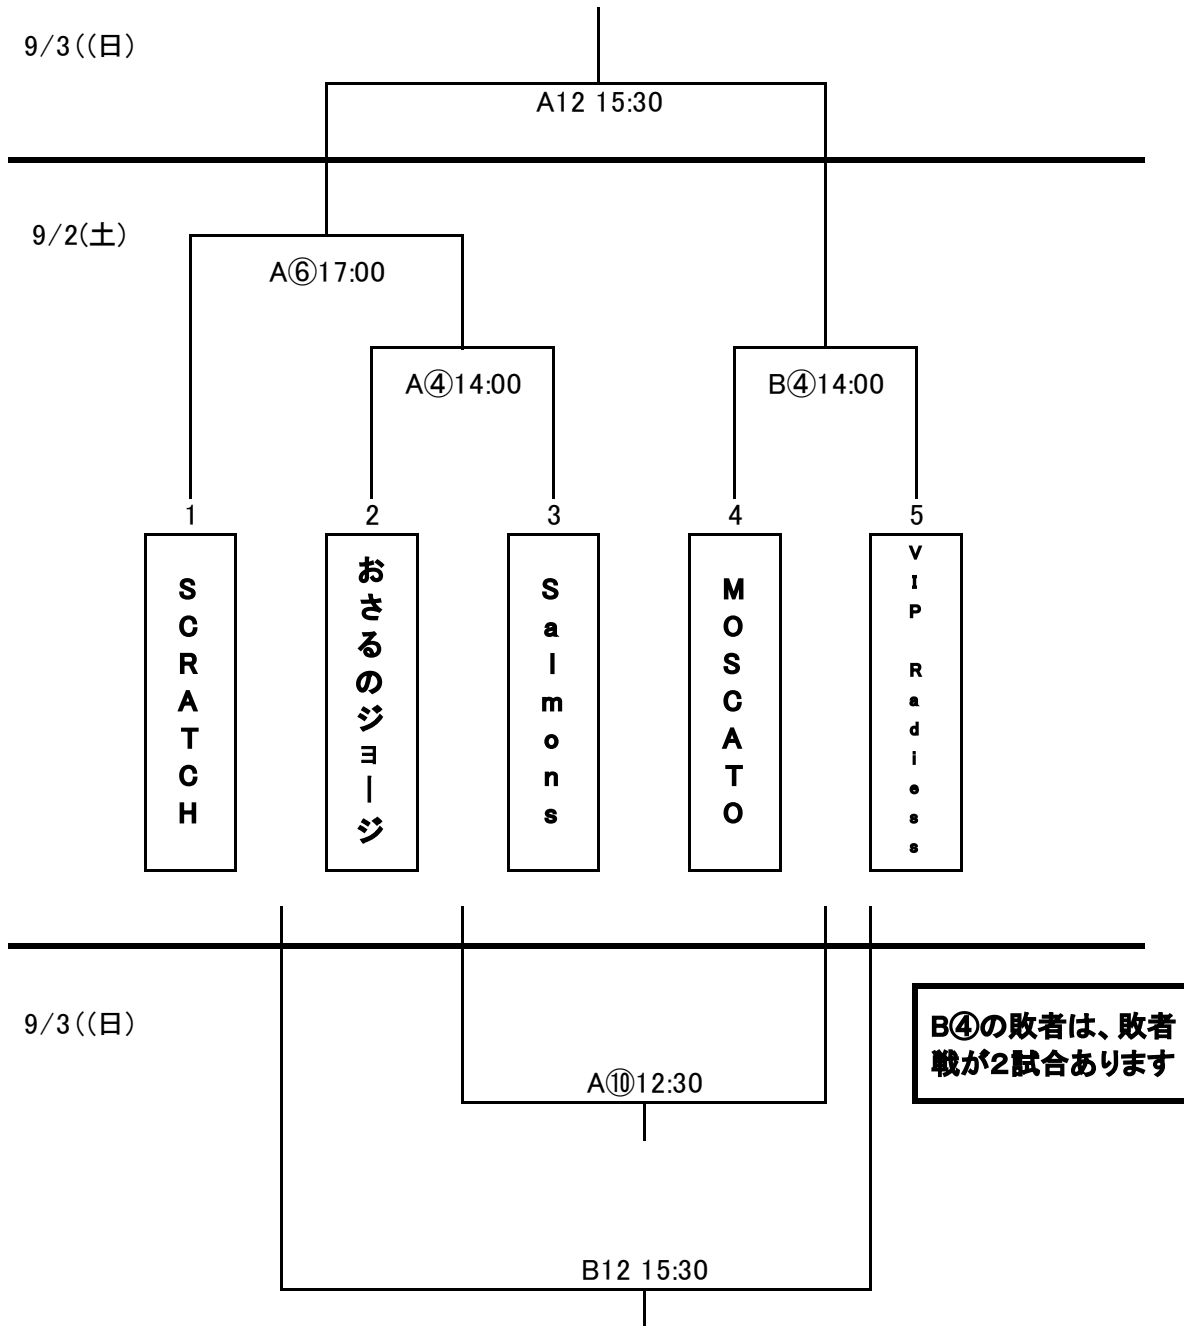 9/3((日)
A12 15:30
9/2(土)
A⑥17:00
A④14:00
B④14:00
1
2
3
4
5
SCRATCH
おさるのジョージ
Salmons
MOSCATO
VIP Radiess
9/3((日)
B④の敗者は、敗者
戦が2試合あります
A⑩12:30
B12 15:30